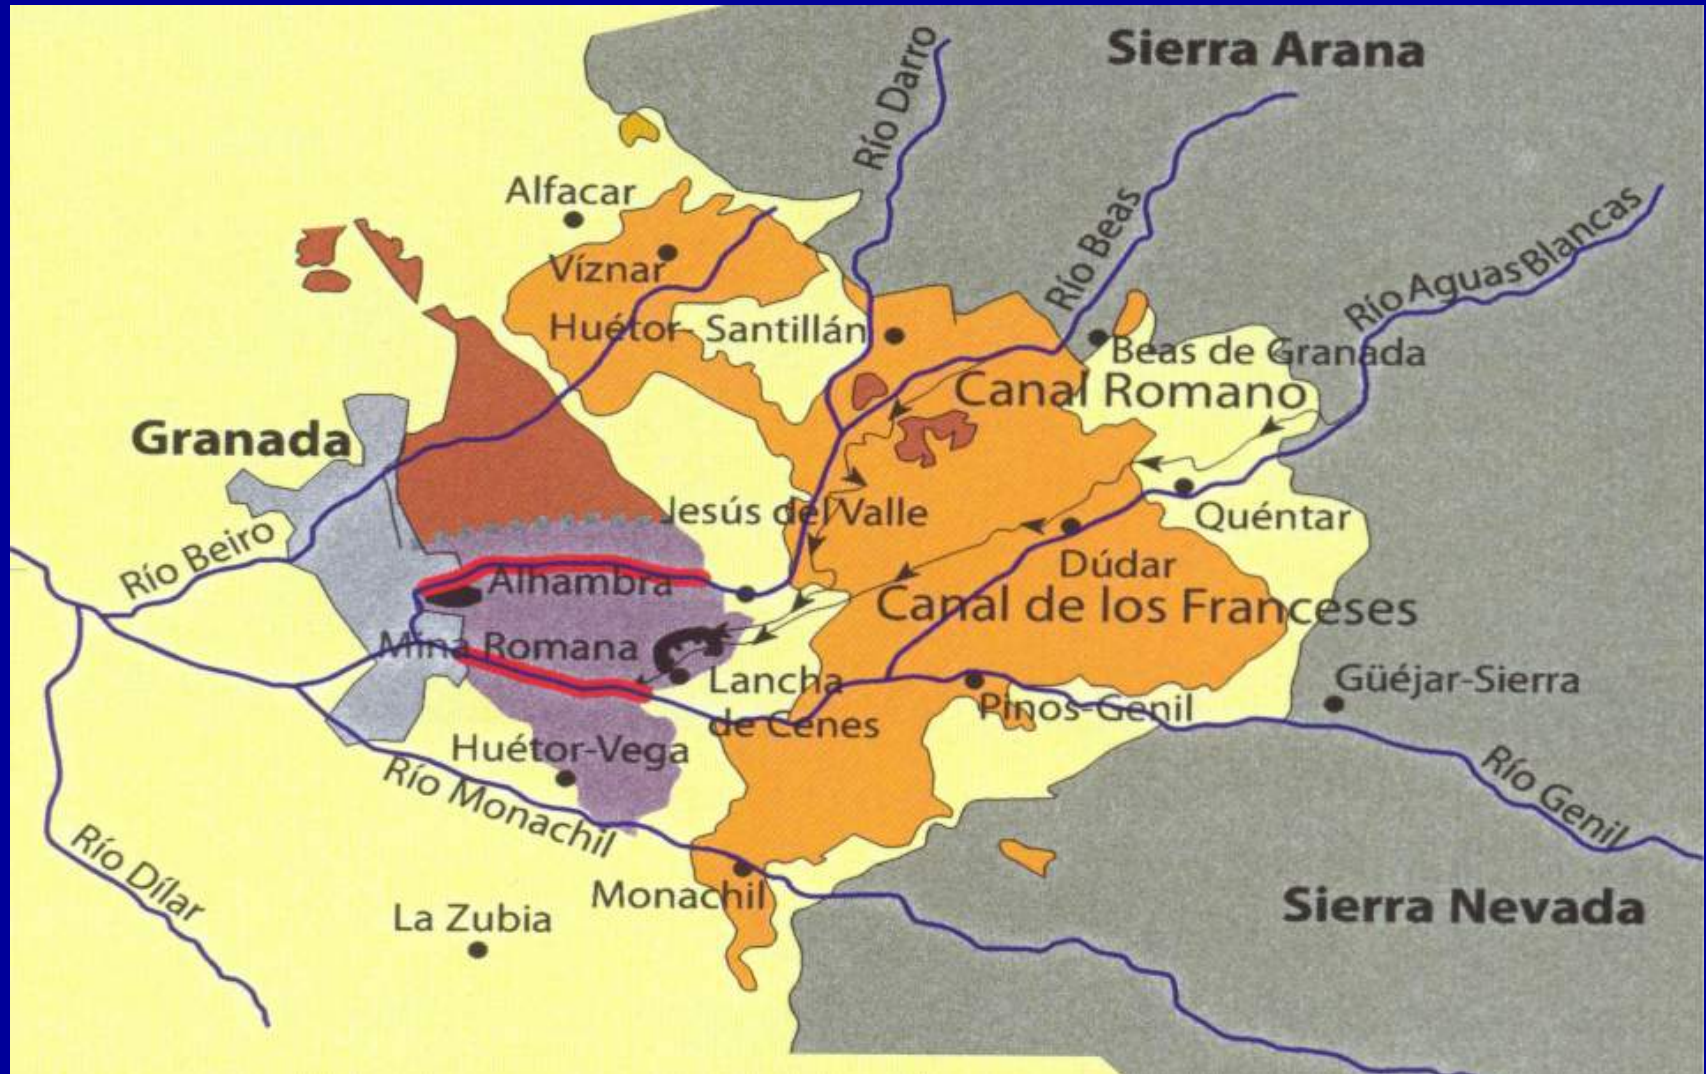 Sierra Arana
Río Darro
Río Beas
Río Aguas Blancas
Alfacar
Víznar
Huétor- Santillán
Beas de Granada
Canal Romano
Granada
Jesús del Valle
Quéntar
Río Beiro
Alhambra
Dúdar
Canal de los Franceses
Mina Romana
Lancha
de Cenes
Pinos-Genil
Güéjar-Sierra
Huétor-Vega
Río Monachil
Río Genil
Río Dílar
Monachil
La Zubia
Sierra Nevada